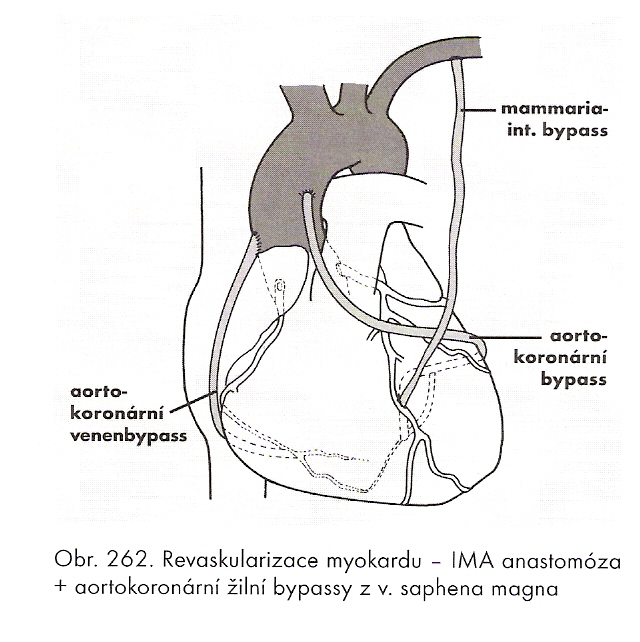 mammaria-
int. bypass
aorto-
koronární
bypass
aorto-
koronární
venenbypass
Obr. 262. Revaskularizace myokardu – IMA anastomóza
+ aortokoronární žilní bypassy z v. saphena magna